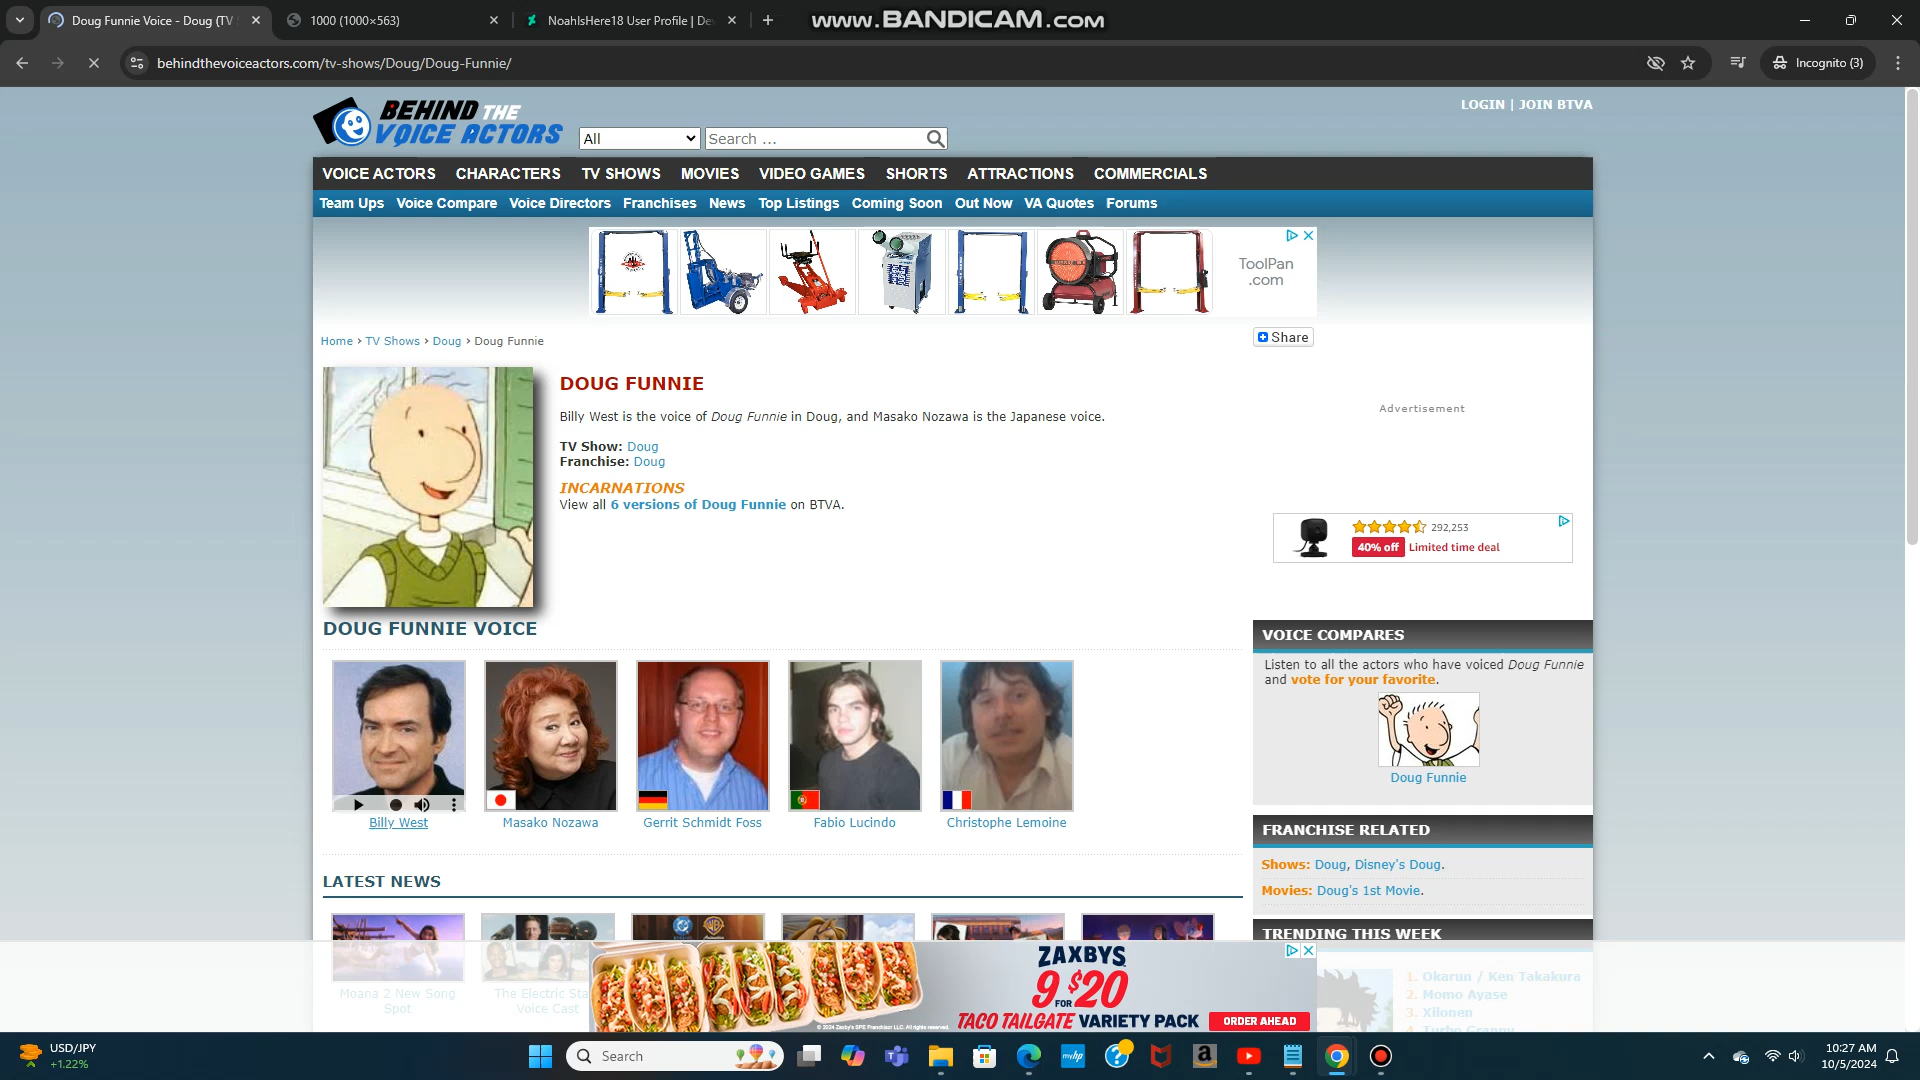 Doug Funnie Voice - Doug (TV
1000 (1000×563)
NoahIsHere18 User Profile | De
www.BANDICAM.com
behindthevoiceactors.com/tv-shows/Doug/Doug-Funnie/
Incognito (3)
BEHIND THE
VOICE ACTORS
All
Search ...
LOGIN | JOIN BTVA
VOICE ACTORS CHARACTERS TV SHOWS MOVIES VIDEO GAMES SHORTS ATTRACTIONS COMMERCIALS
Team Ups Voice Compare Voice Directors Franchises News Top Listings Coming Soon Out Now VA Quotes Forums
ToolPan
.com
Home › TV Shows › Doug › Doug Funnie
Share
DOUG FUNNIE
Billy West is the voice of Doug Funnie in Doug, and Masako Nozawa is the Japanese voice.
TV Show: Doug
Franchise: Doug
INCARNATIONS
View all 6 versions of Doug Funnie on BTVA.
Advertisement
292,253
40% off Limited time deal
DOUG FUNNIE VOICE
Billy West
Masako Nozawa
Gerrit Schmidt Foss
Fabio Lucindo
Christophe Lemoine
VOICE COMPARES
Listen to all the actors who have voiced Doug Funnie
and vote for your favorite.
Doug Funnie
FRANCHISE RELATED
Shows: Doug, Disney's Doug.
Movies: Doug's 1st Movie.
TRENDING THIS WEEK
1. Okarun / Ken Takakura
2. Momo Ayase
3. Xilonen
4. Turbo Granny
LATEST NEWS
Moana 2 New Song
Spot
The Electric Sta
Voice Cast
ZAXBYS
9 FOR $20
TACO TAILGATE VARIETY PACK
ORDER AHEAD
USD/JPY
+1.22%
Search
myhp
10:27 AM
10/5/2024